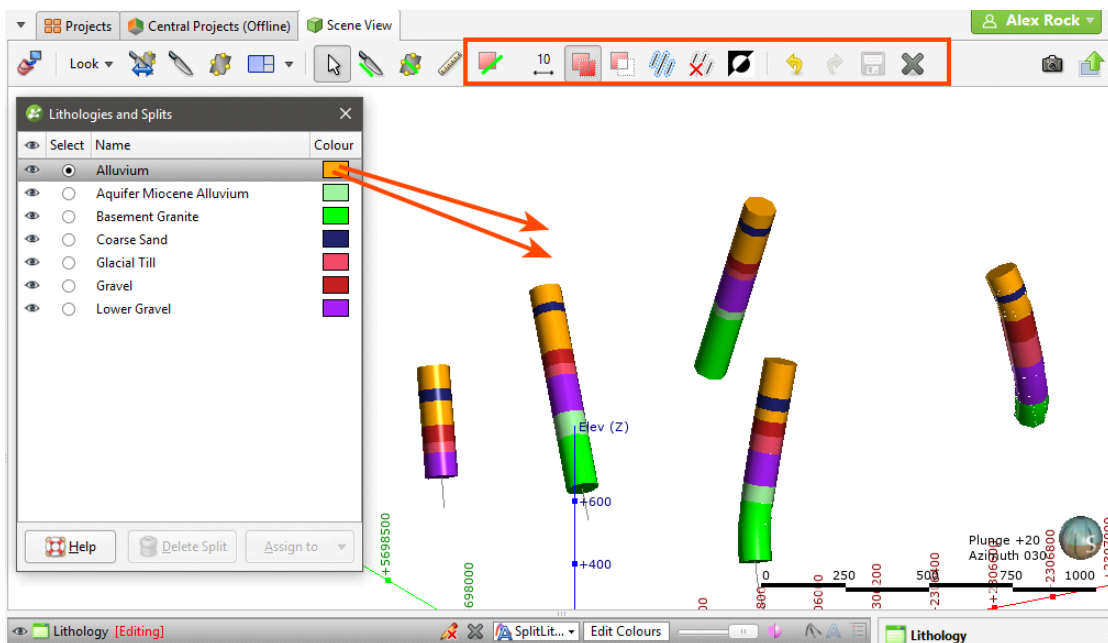 Projects
Central Projects (Offline)
Scene View
Alex Rock
Look
10
Lithologies and Splits
Select Name Colour
Alluvium
Aquifer Miocene Alluvium
Basement Granite
Coarse Sand
Glacial Till
Gravel
Lower Gravel
Help
Delete Split
Assign to
Elev (Z)
+600
+400
+5698500
698000
Plunge +20
Azimuth 030
0 250 500 750 1000
-2306400
-2306800
Lithology [Editing]
SplitLit...
Edit Colours
Lithology